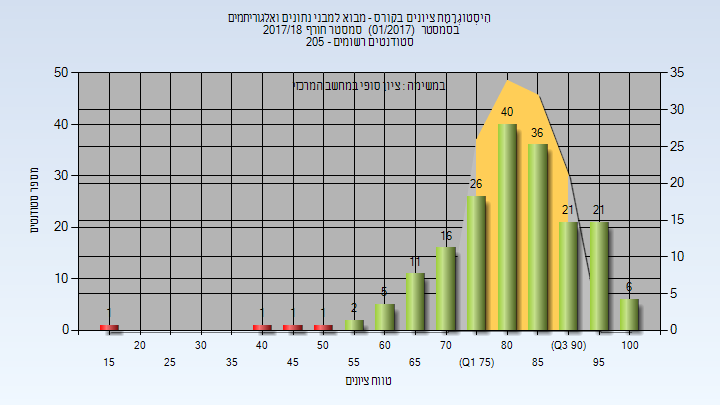 היסטוגרמת ציונים בקורס - מבוא למבני נתונים ואלגוריתמים
בסמסטר (01/2017) סמסטר חורף 2017/18
סטודנטים רשומים - 205
במשימה : ציון סופי במחשב המרכזי
50 40 30 20 10 0
מספר סטודנטים
35 30 25 20 15 10 5 0
1 1 1 1 2 5 11 16 26 40 36 21 21 6
20 30 40 50 60 70 80 (Q3 90) 100
15 25 35 45 55 65 (Q1 75) 85 95
טווח ציונים